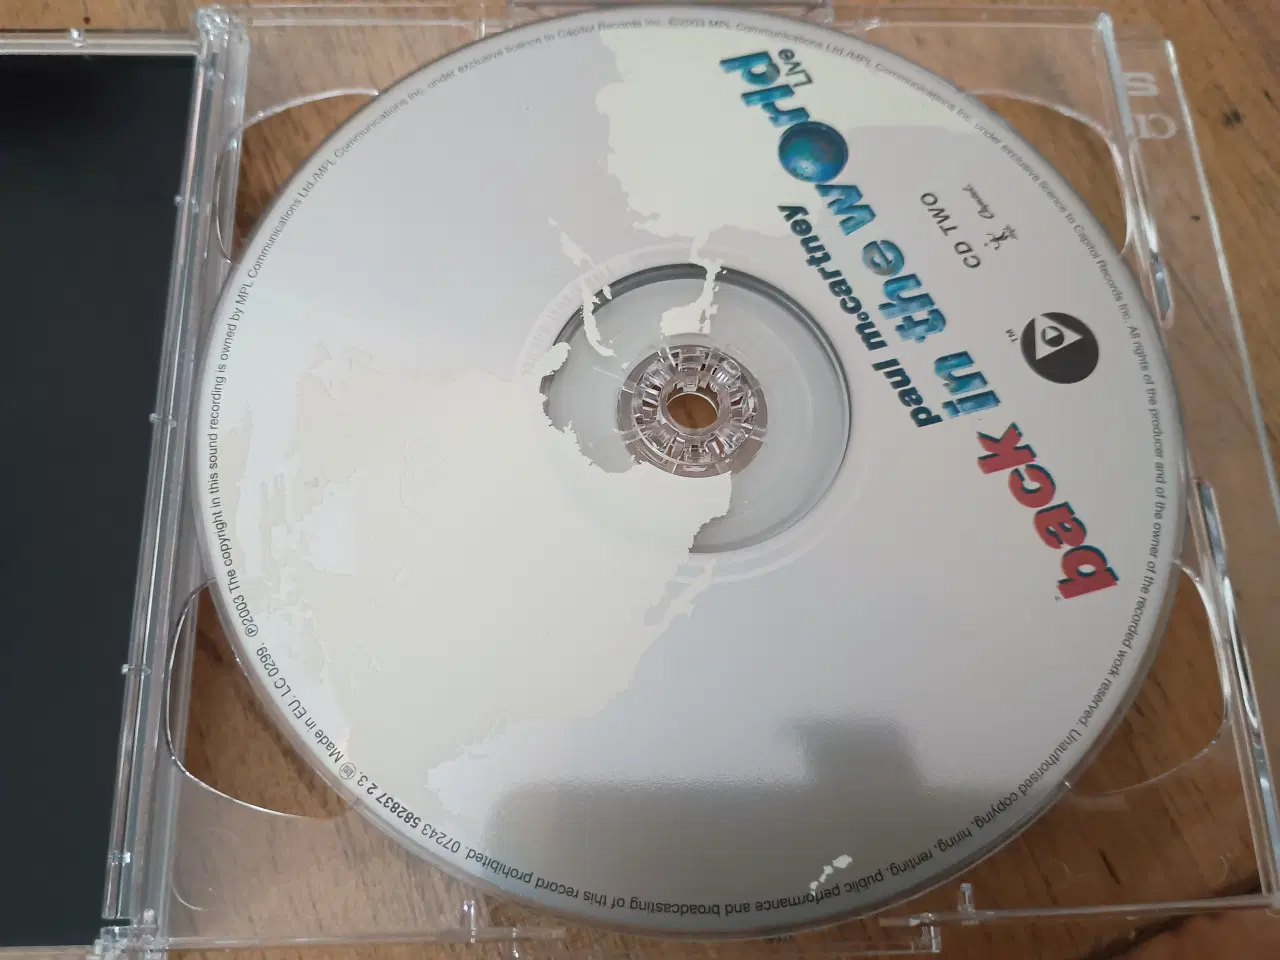 paul mccartney
back in the world
Live
CD TWO
Capitol
TM
℗2003 The copyright in this sound recording is owned by MPL Communications Ltd./MPL Communications Inc. under exclusive licence to Capitol Records Inc. ©2003 MPL Communications Ltd./MPL Communications Inc. under exclusive licence to Capitol Records Inc. All rights of the producer and of the owner of the recorded work reserved. Unauthorised copying, hiring, renting, public performance and broadcasting of this record prohibited. 07243 582837 2 3. Made in EU. LC 0299.